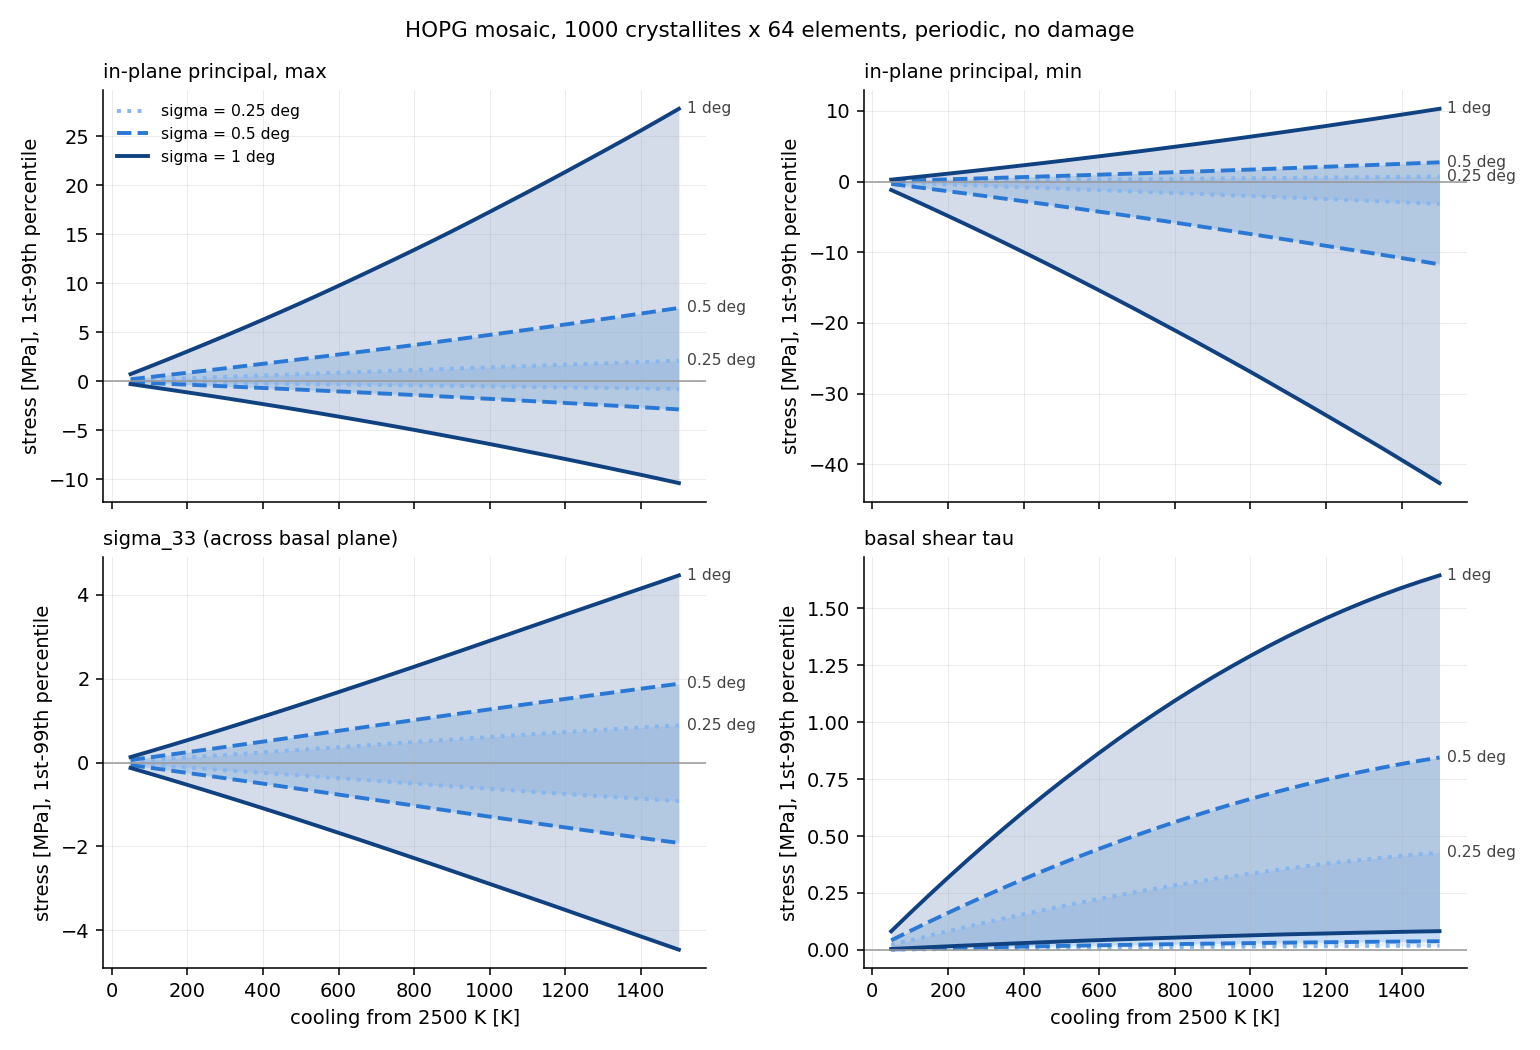 HOPG mosaic, 1000 crystallites x 64 elements, periodic, no damage
in-plane principal, max
sigma = 0.25 deg
sigma = 0.5 deg
sigma = 1 deg
1 deg
0.5 deg
0.25 deg
25
20
15
10
5
0
−5
−10
stress [MPa], 1st-99th percentile
in-plane principal, min
1 deg
0.5 deg
0.25 deg
10
0
−10
−20
−30
−40
stress [MPa], 1st-99th percentile
sigma_33 (across basal plane)
1 deg
0.5 deg
0.25 deg
4
2
0
−2
−4
stress [MPa], 1st-99th percentile
0 200 400 600 800 1000 1200 1400
cooling from 2500 K [K]
basal shear tau
1 deg
0.5 deg
0.25 deg
1.50
1.25
1.00
0.75
0.50
0.25
0.00
stress [MPa], 1st-99th percentile
0 200 400 600 800 1000 1200 1400
cooling from 2500 K [K]